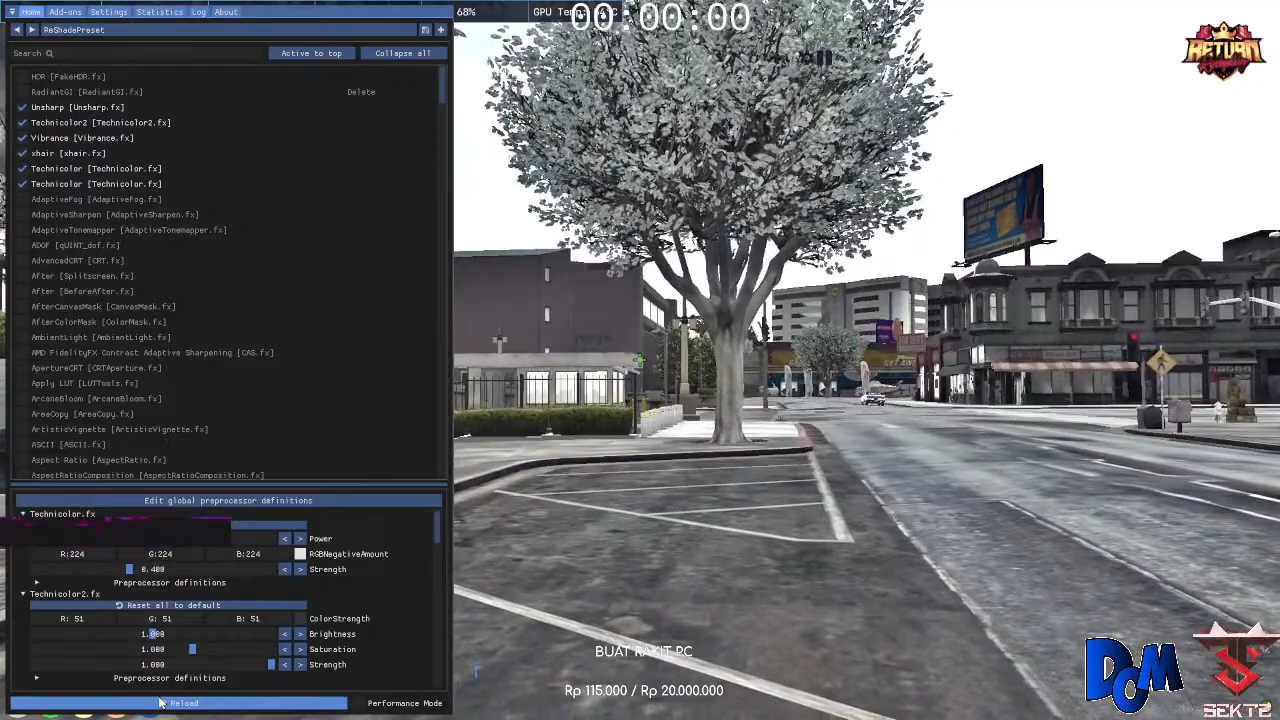 Home Add-ons Settings Statistics Log About
68%
00:00:00
ReShadePreset
Search
Active to top
Collapse all
HDR [FakeHDR.fx]
RadiantGI [RadiantGI.fx]
Delete
Unsharp [Unsharp.fx]
Technicolor2 [Technicolor2.fx]
Vibrance [Vibrance.fx]
xhair [xhair.fx]
Technicolor [Technicolor.fx]
Technicolor [Technicolor.fx]
AdaptiveFog [AdaptiveFog.fx]
AdaptiveSharpen [AdaptiveSharpen.fx]
AdaptiveTonemapper [AdaptiveTonemapper.fx]
ADOF [qUINT_dof.fx]
AdvancedCRT [CRT.fx]
After [Splitscreen.fx]
After [BeforeAfter.fx]
AfterCanvasMask [CanvasMask.fx]
AfterColorMask [ColorMask.fx]
AmbientLight [AmbientLight.fx]
AMD FidelityFX Contrast Adaptive Sharpening [CAS.fx]
ApertureCRT [CRTAperture.fx]
Apply LUT [LUTTools.fx]
ArcaneBloom [ArcaneBloom.fx]
AreaCopy [AreaCopy.fx]
ArtisticVignette [ArtisticVignette.fx]
ASCII [ASCII.fx]
Aspect Ratio [AspectRatio.fx]
AspectRatioComposition [AspectRatioComposition.fx]
Edit global preprocessor definitions
Technicolor.fx
< > Power
R:224 G:224 B:224 RGBNegativeAmount
0.400 < > Strength
Preprocessor definitions
Technicolor2.fx
Reset all to default
R: 51 G: 51 B: 51 ColorStrength
1.000 < > Brightness
1.000 < > Saturation
1.000 < > Strength
Preprocessor definitions
Reload
Performance Mode
RETURN
BUAT RAKIT PC
Rp 115.000 / Rp 20.000.000
DOM
SEKTE